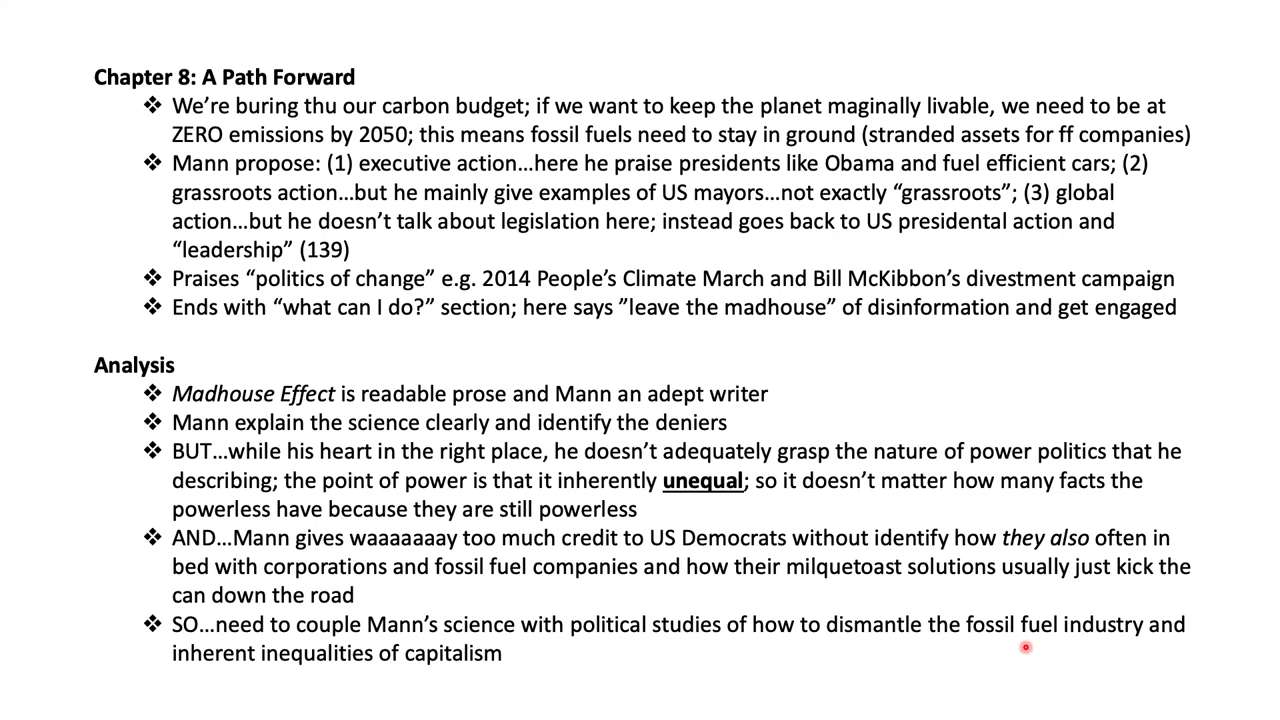 Chapter 8: A Path Forward
❖ We’re buring thu our carbon budget; if we want to keep the planet maginally livable, we need to be at
ZERO emissions by 2050; this means fossil fuels need to stay in ground (stranded assets for ff companies)
❖ Mann propose: (1) executive action…here he praise presidents like Obama and fuel efficient cars; (2)
grassroots action…but he mainly give examples of US mayors…not exactly “grassroots”; (3) global
action…but he doesn’t talk about legislation here; instead goes back to US presidental action and
“leadership” (139)
❖ Praises “politics of change” e.g. 2014 People’s Climate March and Bill McKibbon’s divestment campaign
❖ Ends with “what can I do?” section; here says ”leave the madhouse” of disinformation and get engaged
Analysis
❖ Madhouse Effect is readable prose and Mann an adept writer
❖ Mann explain the science clearly and identify the deniers
❖ BUT…while his heart in the right place, he doesn’t adequately grasp the nature of power politics that he
describing; the point of power is that it inherently unequal; so it doesn’t matter how many facts the
powerless have because they are still powerless
❖ AND…Mann gives waaaaaaay too much credit to US Democrats without identify how they also often in
bed with corporations and fossil fuel companies and how their milquetoast solutions usually just kick the
can down the road
❖ SO…need to couple Mann’s science with political studies of how to dismantle the fossil fuel industry and
inherent inequalities of capitalism